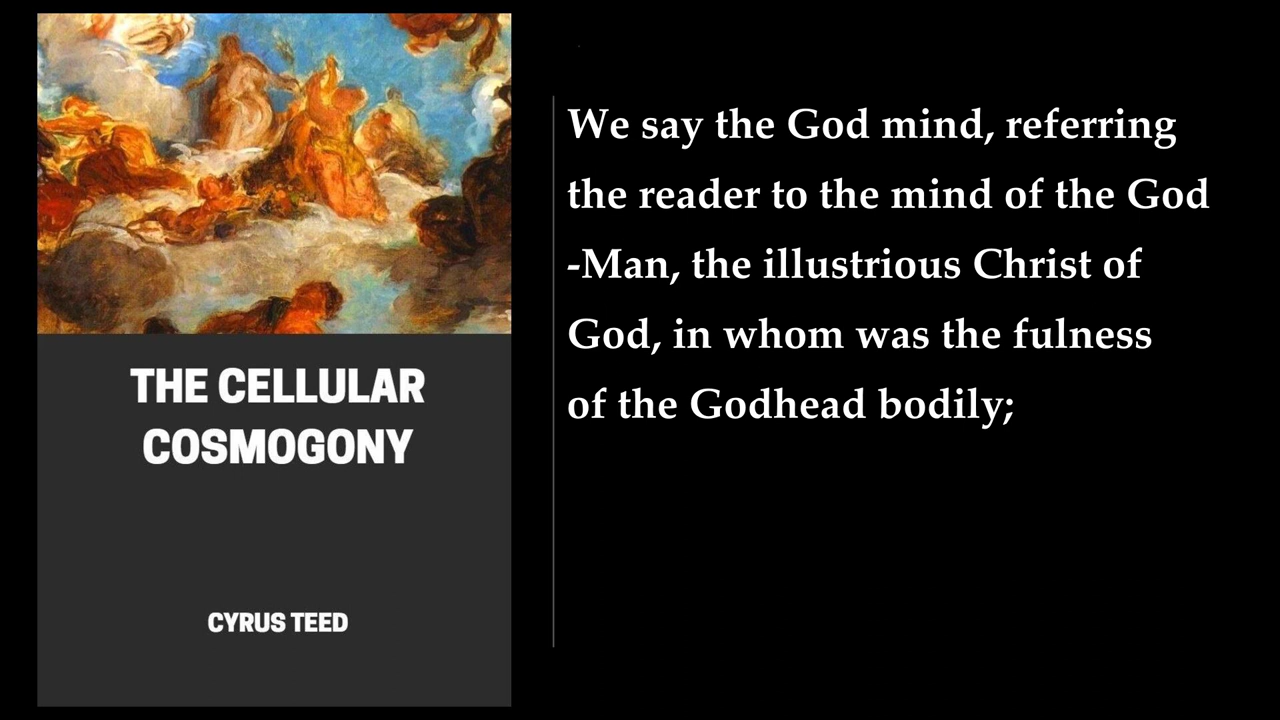 THE CELLULAR
COSMOGONY
CYRUS TEED
We say the God mind, referring
the reader to the mind of the God
-Man, the illustrious Christ of
God, in whom was the fulness
of the Godhead bodily;